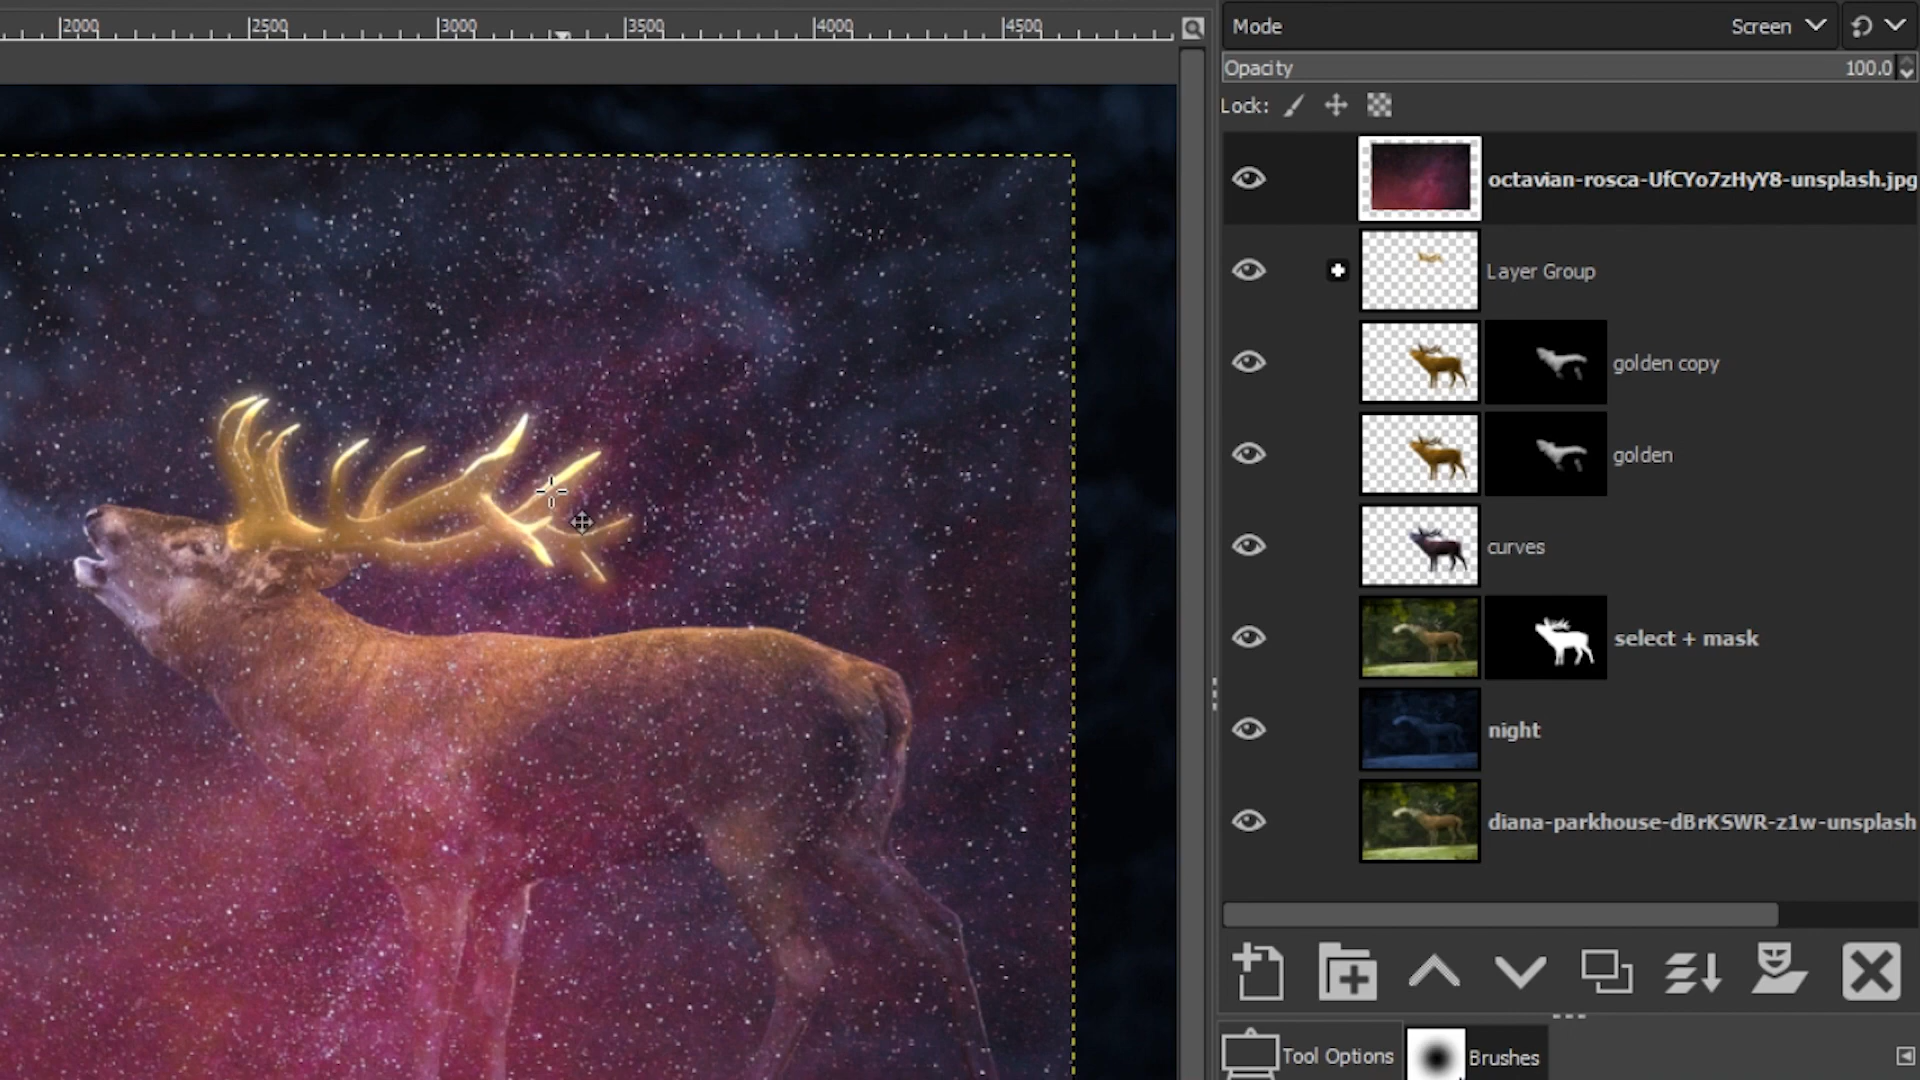 2000 2500 3000 3500 4000 4500
Mode Screen
Opacity 100.0
Lock:
octavian-rosca-UfCYo7zHyY8-unsplash.jpg
Layer Group
golden copy
golden
curves
select + mask
night
diana-parkhouse-dBrKSWR-z1w-unsplash
Tool Options Brushes